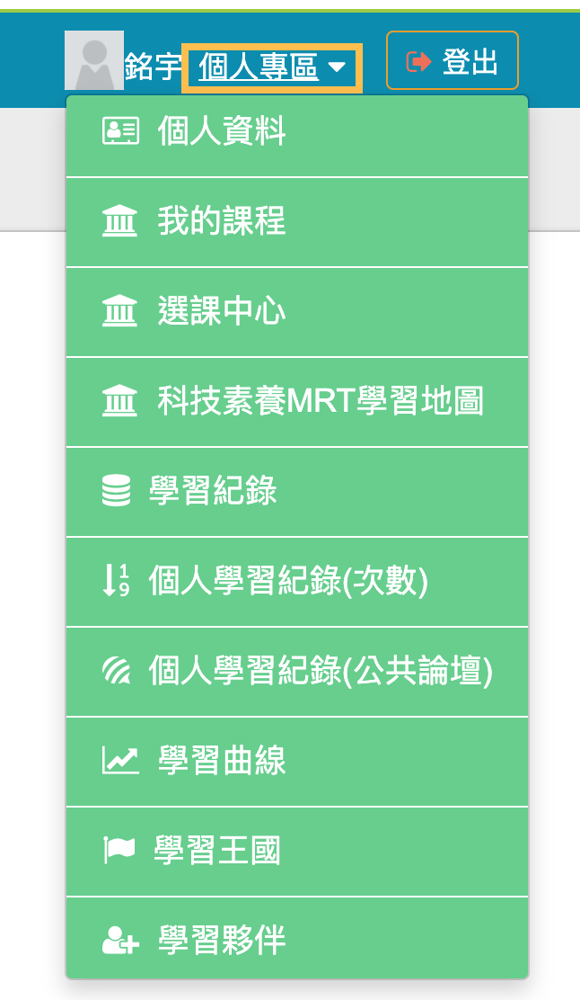 銘宇 個人專區 登出
個人資料
我的課程
選課中心
科技素養MRT學習地圖
學習紀錄
個人學習紀錄(次數)
個人學習紀錄(公共論壇)
學習曲線
學習王國
學習夥伴